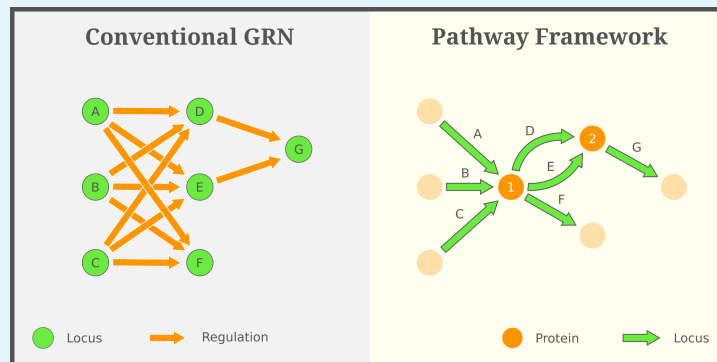 Conventional GRN
A
D
B
E
G
C
F
Locus
Regulation
Pathway Framework
A
D
2
G
B
1
E
F
C
Protein
Locus